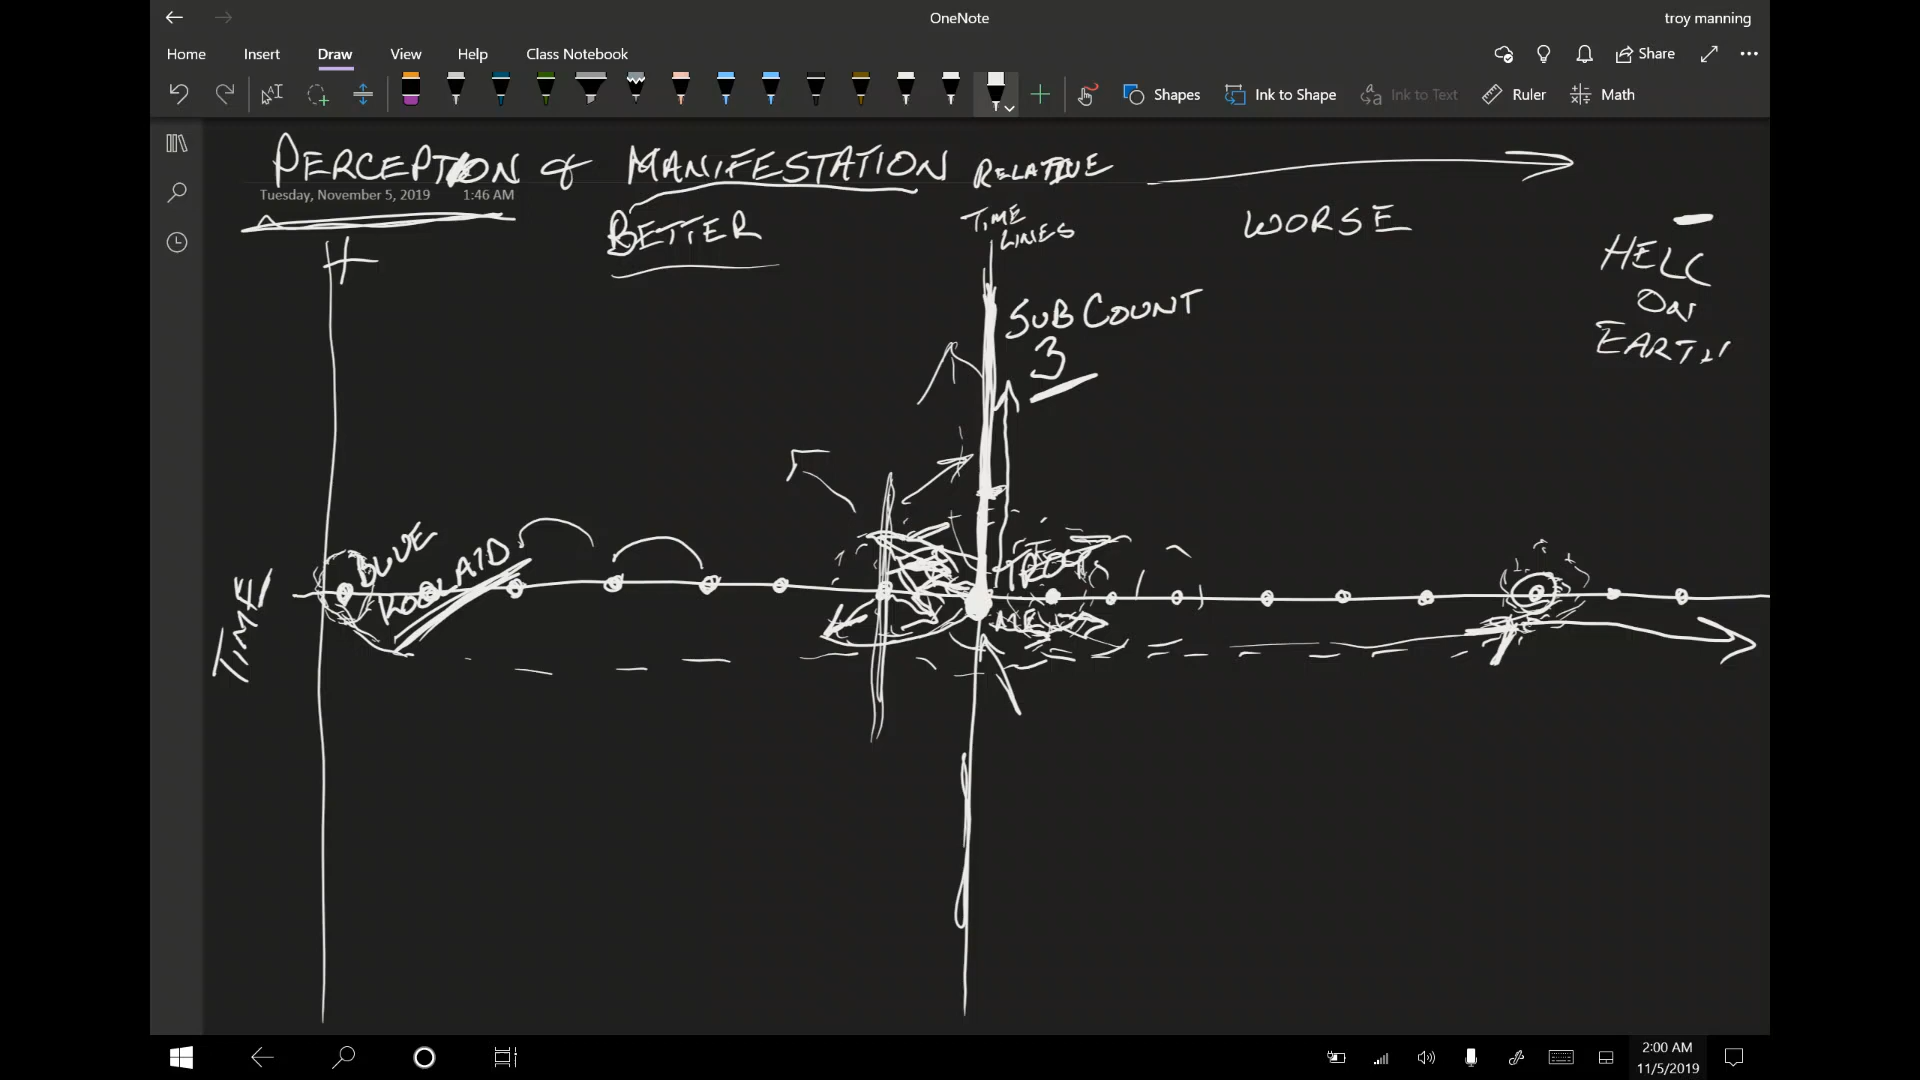 OneNote
troy manning
Home Insert Draw View Help Class Notebook
Share
Shapes Ink to Shape Ink to Text Ruler Math
PERCEPTION & MANIFESTATION RELATIVE
Tuesday, November 5, 2019 1:46 AM
BETTER
TIME
LINES
WORSE
HELL
ON
EARTH
SUB COUNT
3
BLUE
KOOLAID
TROY
TIME
2:00 AM
11/5/2019